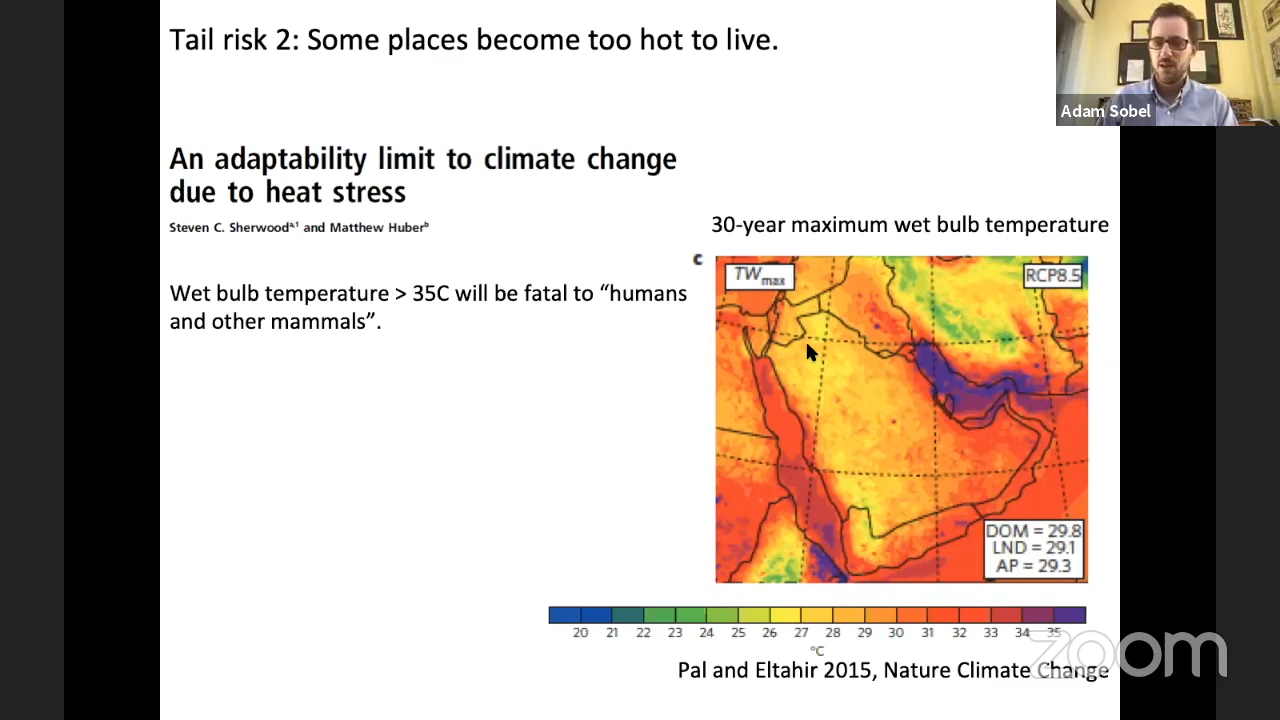 Tail risk 2: Some places become too hot to live.
Adam Sobel
An adaptability limit to climate change
due to heat stress
Steven C. Sherwoodᵃ,¹ and Matthew Huberᵇ
30-year maximum wet bulb temperature
c
TWmax
RCP8.5
Wet bulb temperature > 35C will be fatal to “humans
and other mammals”.
DOM = 29.8
LND = 29.1
AP = 29.3
20 21 22 23 24 25 26 27 28 29 30 31 32 33 34 35
°C
Pal and Eltahir 2015, Nature Climate Change
zoom